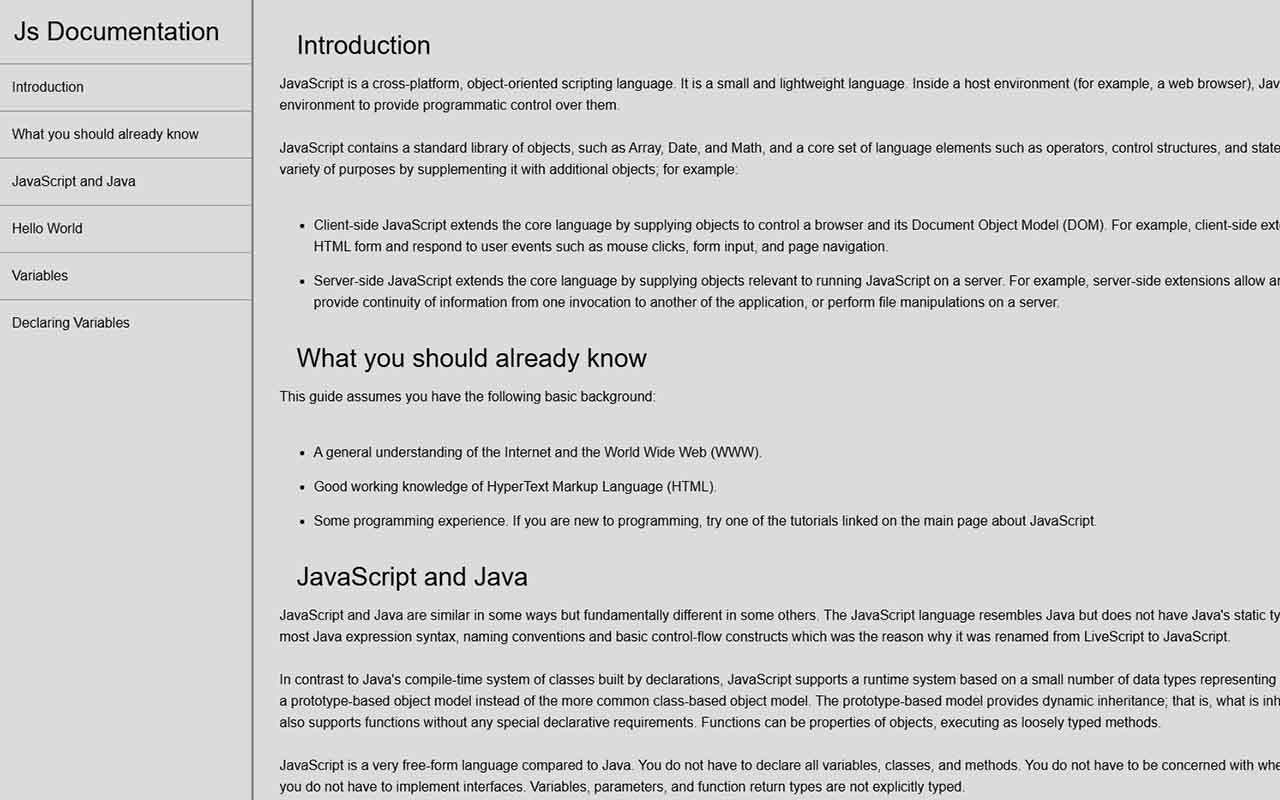 Js Documentation
Introduction
What you should already know
JavaScript and Java
Hello World
Variables
Declaring Variables
Introduction
JavaScript is a cross-platform, object-oriented scripting language. It is a small and lightweight language. Inside a host environment (for example, a web browser), Jav
environment to provide programmatic control over them.
JavaScript contains a standard library of objects, such as Array, Date, and Math, and a core set of language elements such as operators, control structures, and state
variety of purposes by supplementing it with additional objects; for example:
• Client-side JavaScript extends the core language by supplying objects to control a browser and its Document Object Model (DOM). For example, client-side ext
HTML form and respond to user events such as mouse clicks, form input, and page navigation.
• Server-side JavaScript extends the core language by supplying objects relevant to running JavaScript on a server. For example, server-side extensions allow an
provide continuity of information from one invocation to another of the application, or perform file manipulations on a server.
What you should already know
This guide assumes you have the following basic background:
• A general understanding of the Internet and the World Wide Web (WWW).
• Good working knowledge of HyperText Markup Language (HTML).
• Some programming experience. If you are new to programming, try one of the tutorials linked on the main page about JavaScript.
JavaScript and Java
JavaScript and Java are similar in some ways but fundamentally different in some others. The JavaScript language resembles Java but does not have Java's static ty
most Java expression syntax, naming conventions and basic control-flow constructs which was the reason why it was renamed from LiveScript to JavaScript.
In contrast to Java's compile-time system of classes built by declarations, JavaScript supports a runtime system based on a small number of data types representing
a prototype-based object model instead of the more common class-based object model. The prototype-based model provides dynamic inheritance; that is, what is inh
also supports functions without any special declarative requirements. Functions can be properties of objects, executing as loosely typed methods.
JavaScript is a very free-form language compared to Java. You do not have to declare all variables, classes, and methods. You do not have to be concerned with whe
you do not have to implement interfaces. Variables, parameters, and function return types are not explicitly typed.